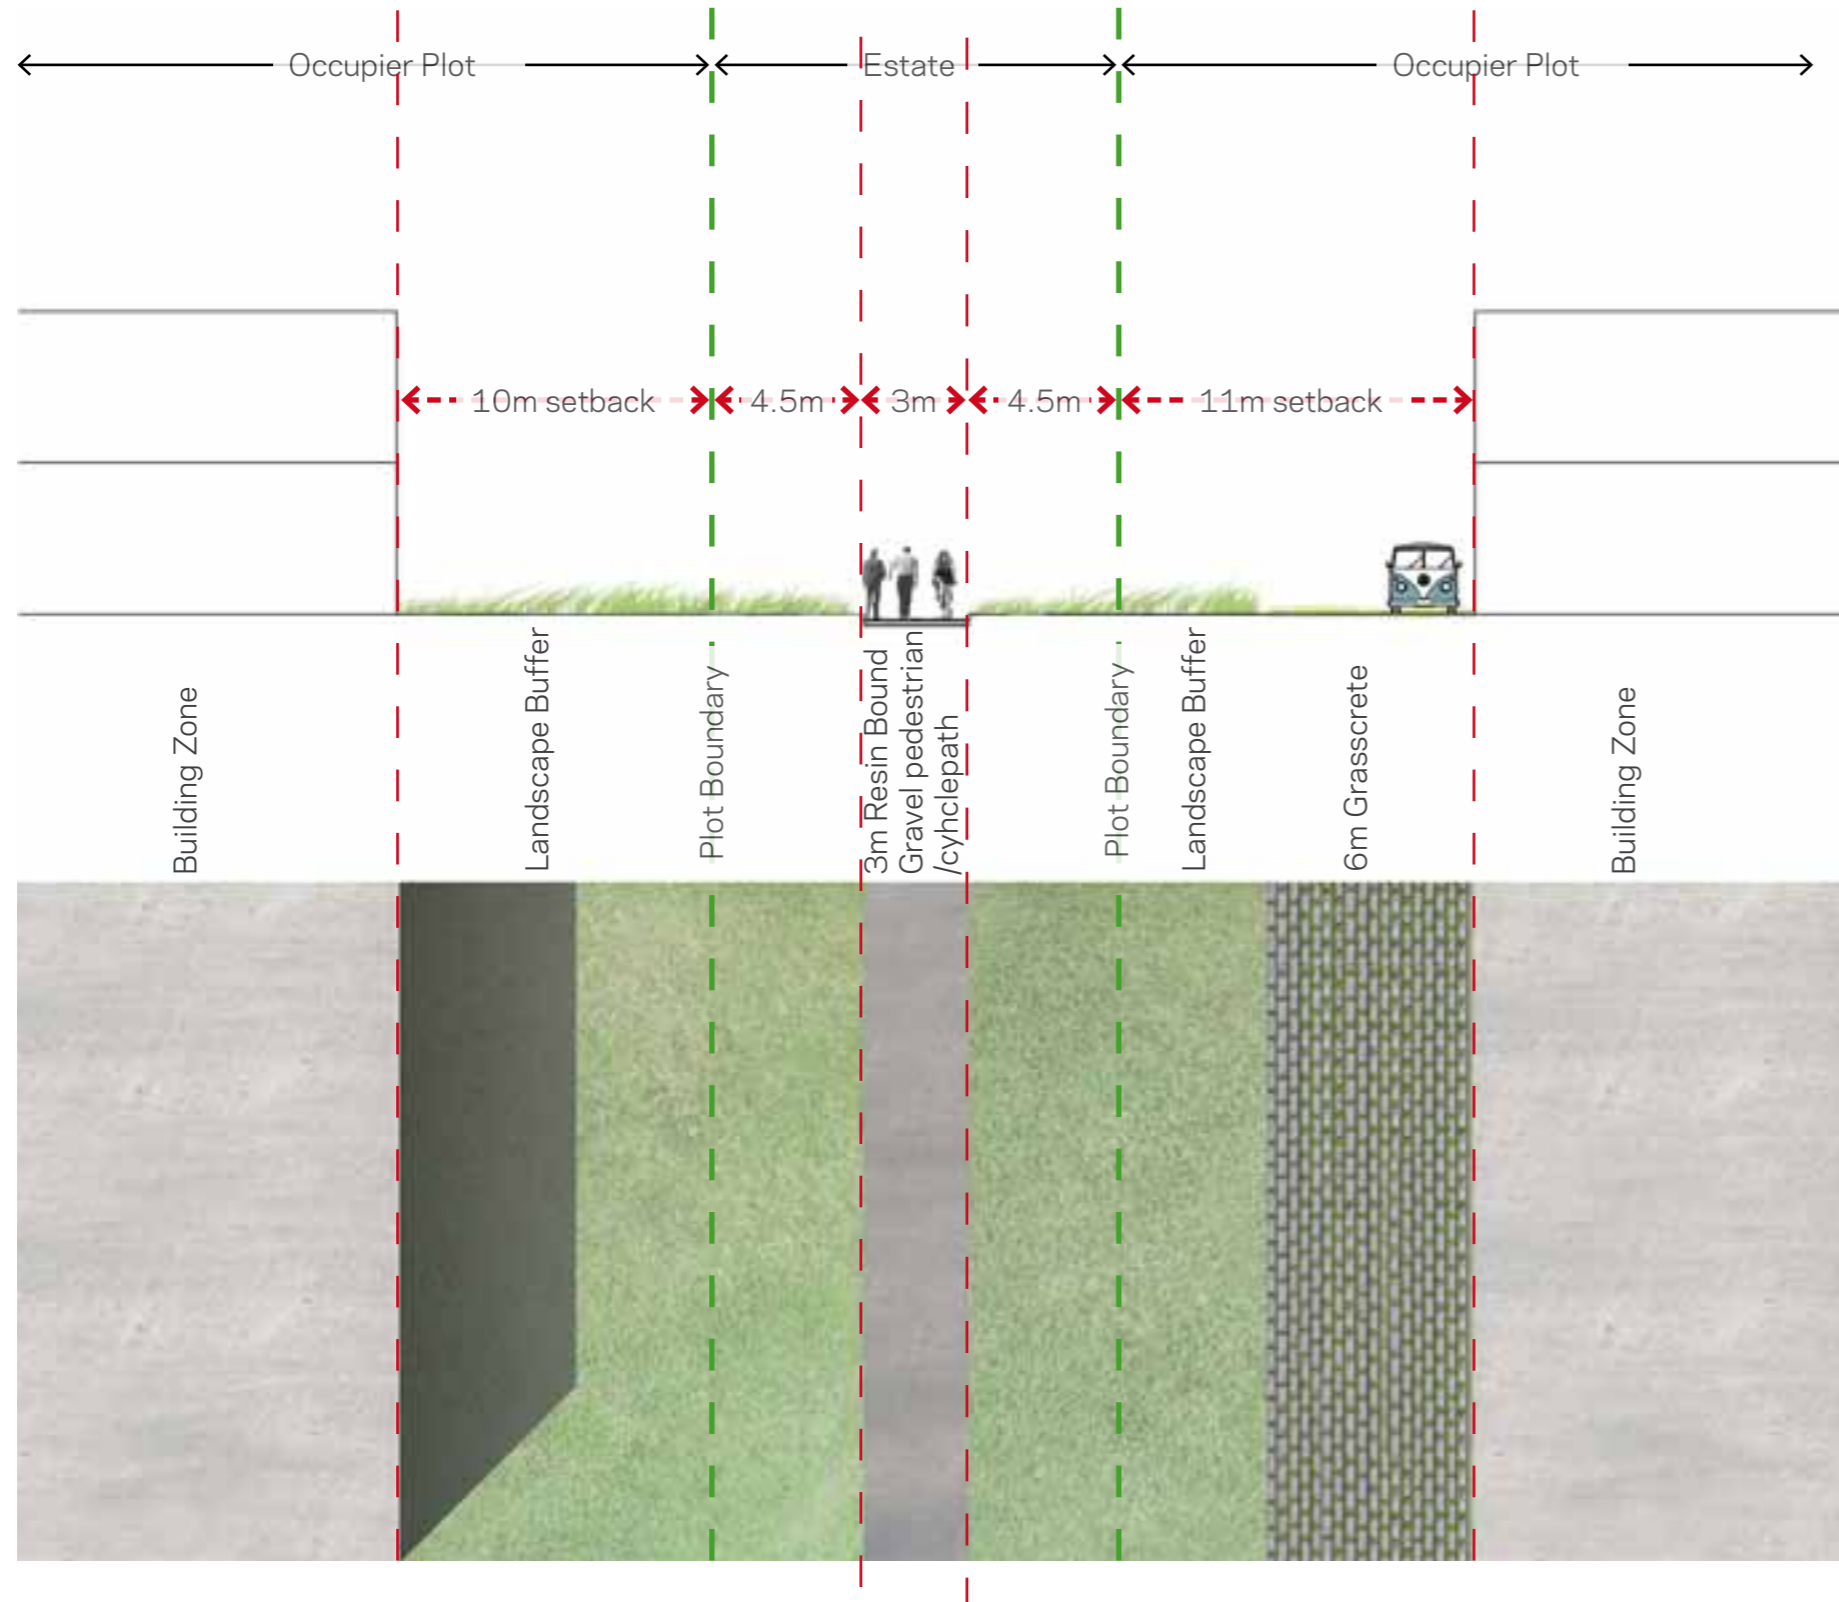 Occupier Plot
Estate
Occupier Plot
10m setback
4.5m
3m
4.5m
11m setback
Building Zone
Landscape Buffer
Plot Boundary
3m Resin Bound
Gravel pedestrian
/cyhclepath
Plot Boundary
Landscape Buffer
6m Grasscrete
Building Zone